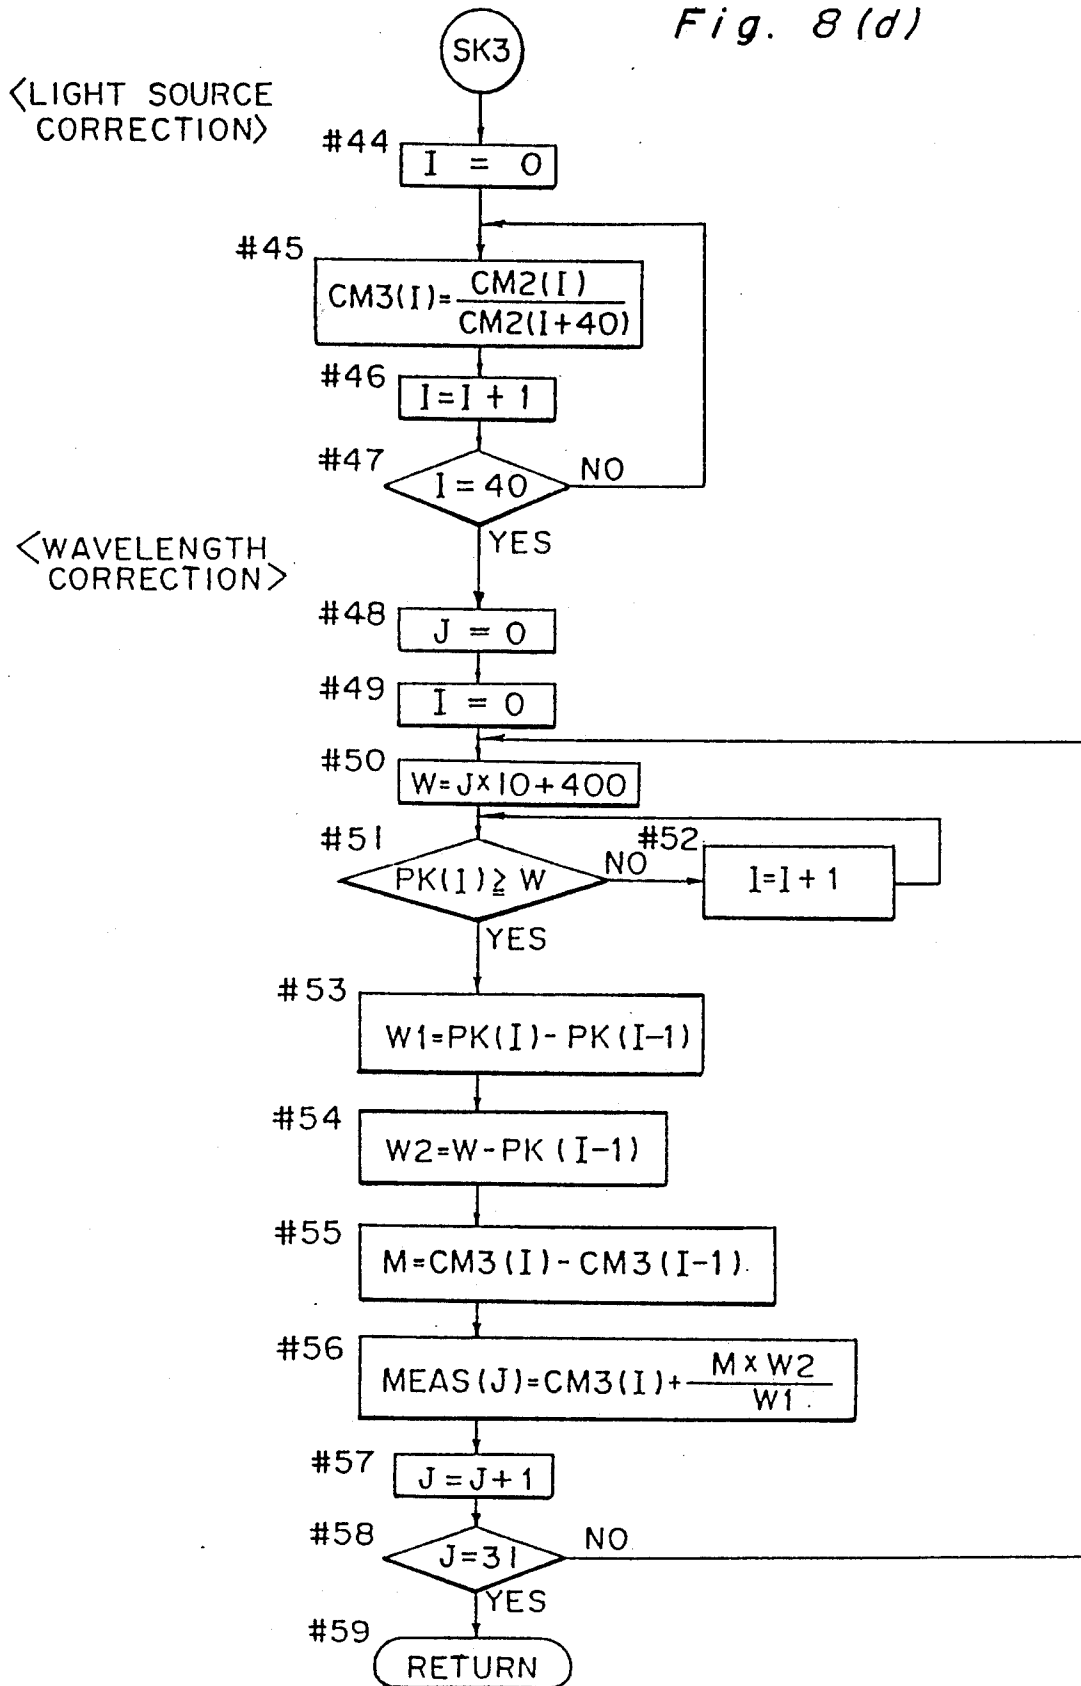 Fig. 8(d)
SK3
<LIGHT SOURCE
CORRECTION>
#44
I = 0
#45
CM3(I)=CM2(I)/CM2(I+40)
#46
I=I+1
#47
I=40
NO
YES
<WAVELENGTH
CORRECTION>
#48
J = 0
#49
I = 0
#50
W=J×10+400
#51
PK(I)≧W
NO
#52
I=I+1
YES
#53
W1=PK(I)-PK(I-1)
#54
W2=W-PK(I-1)
#55
M=CM3(I)-CM3(I-1)
#56
MEAS(J)=CM3(I)+M×W2/W1
#57
J=J+1
#58
J=31
NO
YES
#59
RETURN